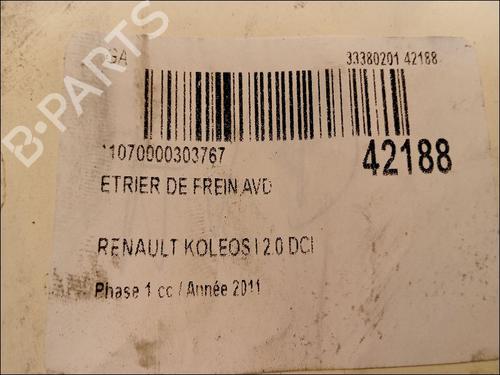 GA 33380201 42188
11070000303767 42188
ETRIER DE FREIN AVD
RENAULT KOLEOS I 2.0 DCI
Phase 1 cc / Année 2011
B-PARTS